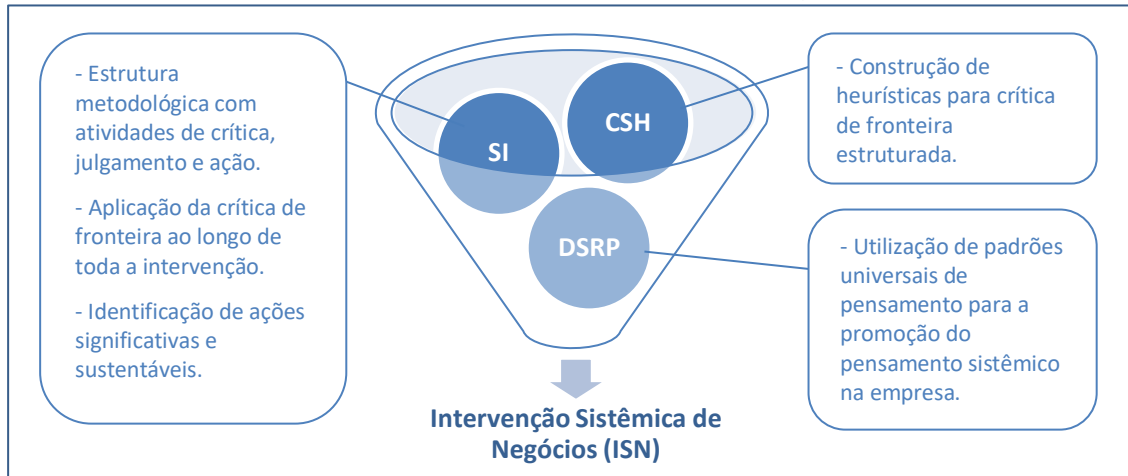 - Estrutura
metodológica com
atividades de crítica,
julgamento e ação.
- Aplicação da crítica de
fronteira ao longo de
toda a intervenção.
- Identificação de ações
significativas e
sustentáveis.
SI
CSH
DSRP
- Construção de
heurísticas para crítica
de fronteira
estruturada.
- Utilização de padrões
universais de
pensamento para a
promoção do
pensamento sistêmico
na empresa.
Intervenção Sistêmica de
Negócios (ISN)